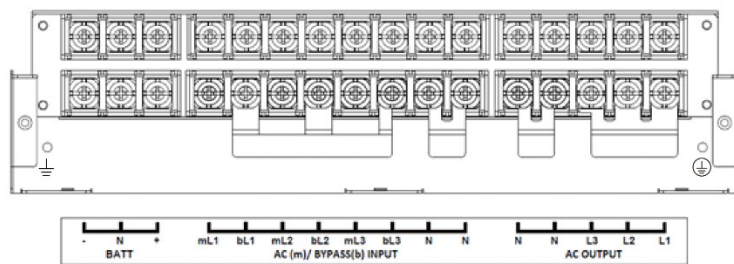 - N + mL1 bL1 mL2 bL2 mL3 bL3 N N N N L3 L2 L1
BATT AC (m)/ BYPASS(b) INPUT AC OUTPUT